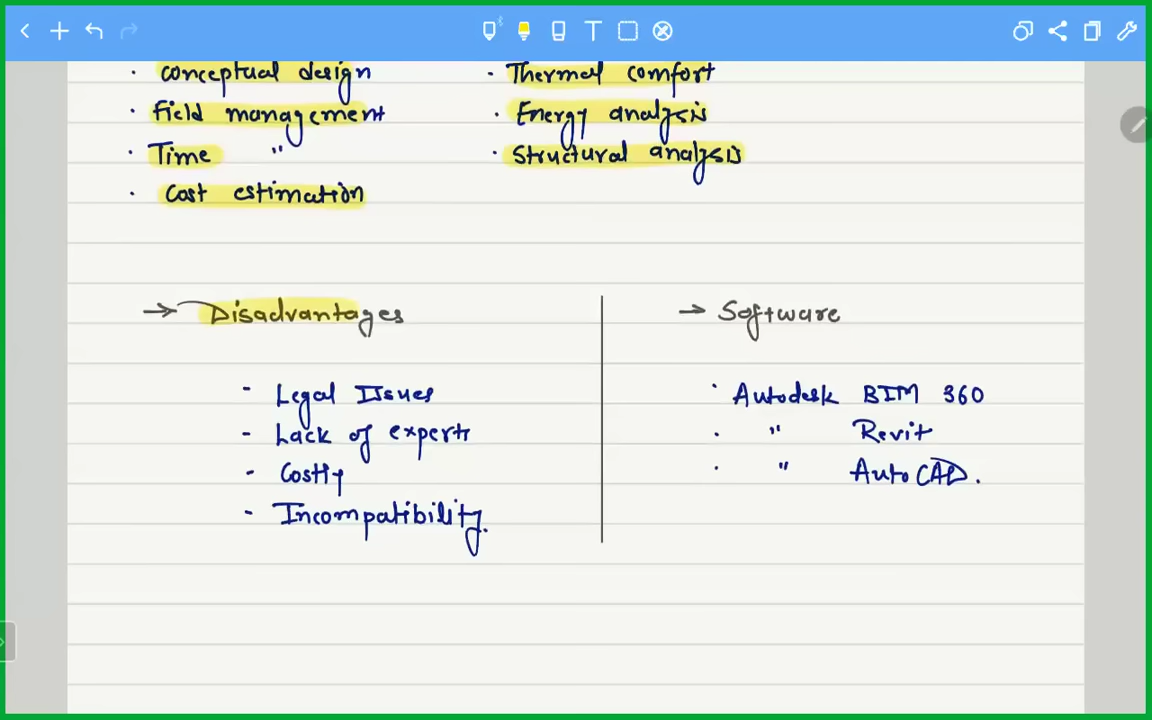 · conceptual design
· Field management
· Time "
· Cost estimation
· Thermal comfort
· Energy analysis
· Structural analysis
→ Disadvantages
- Legal Issues
- Lack of experts
- Costly
- Incompatibility.
→ Software
· Autodesk BIM 360
· " Revit
· " AutoCAD.